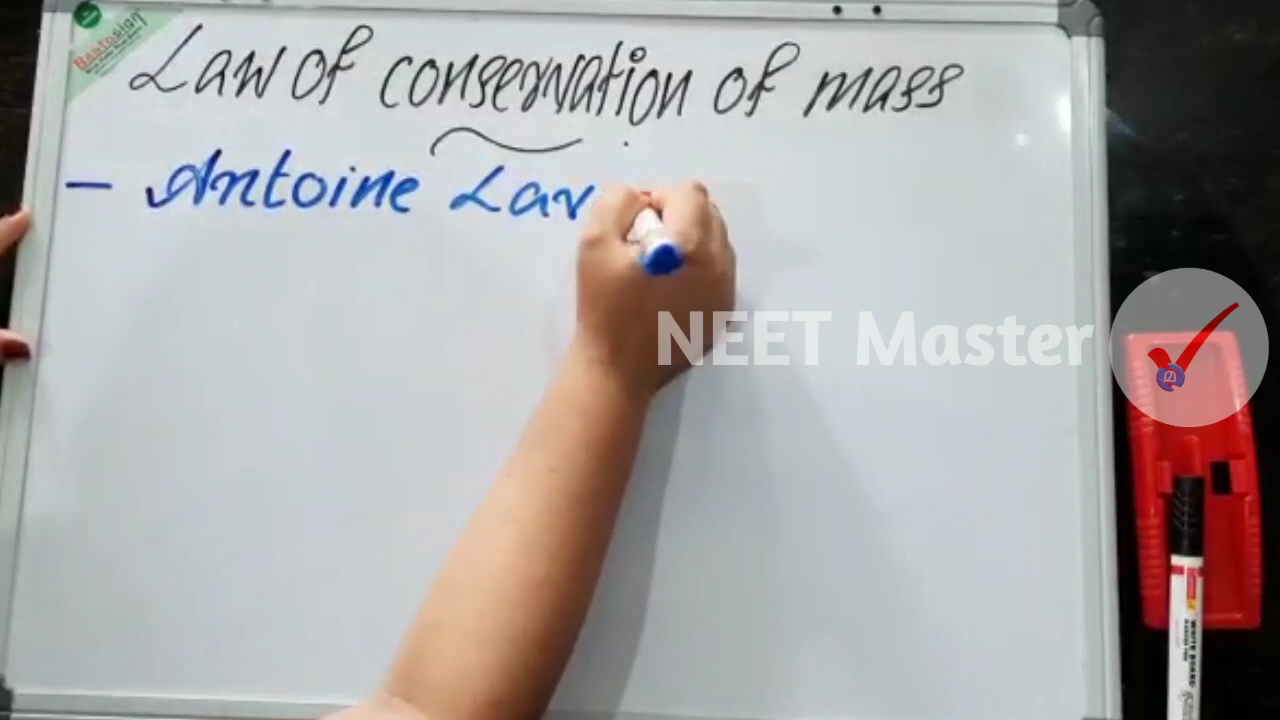 Law of conservation of mass
- Antoine Lav
NEET Master